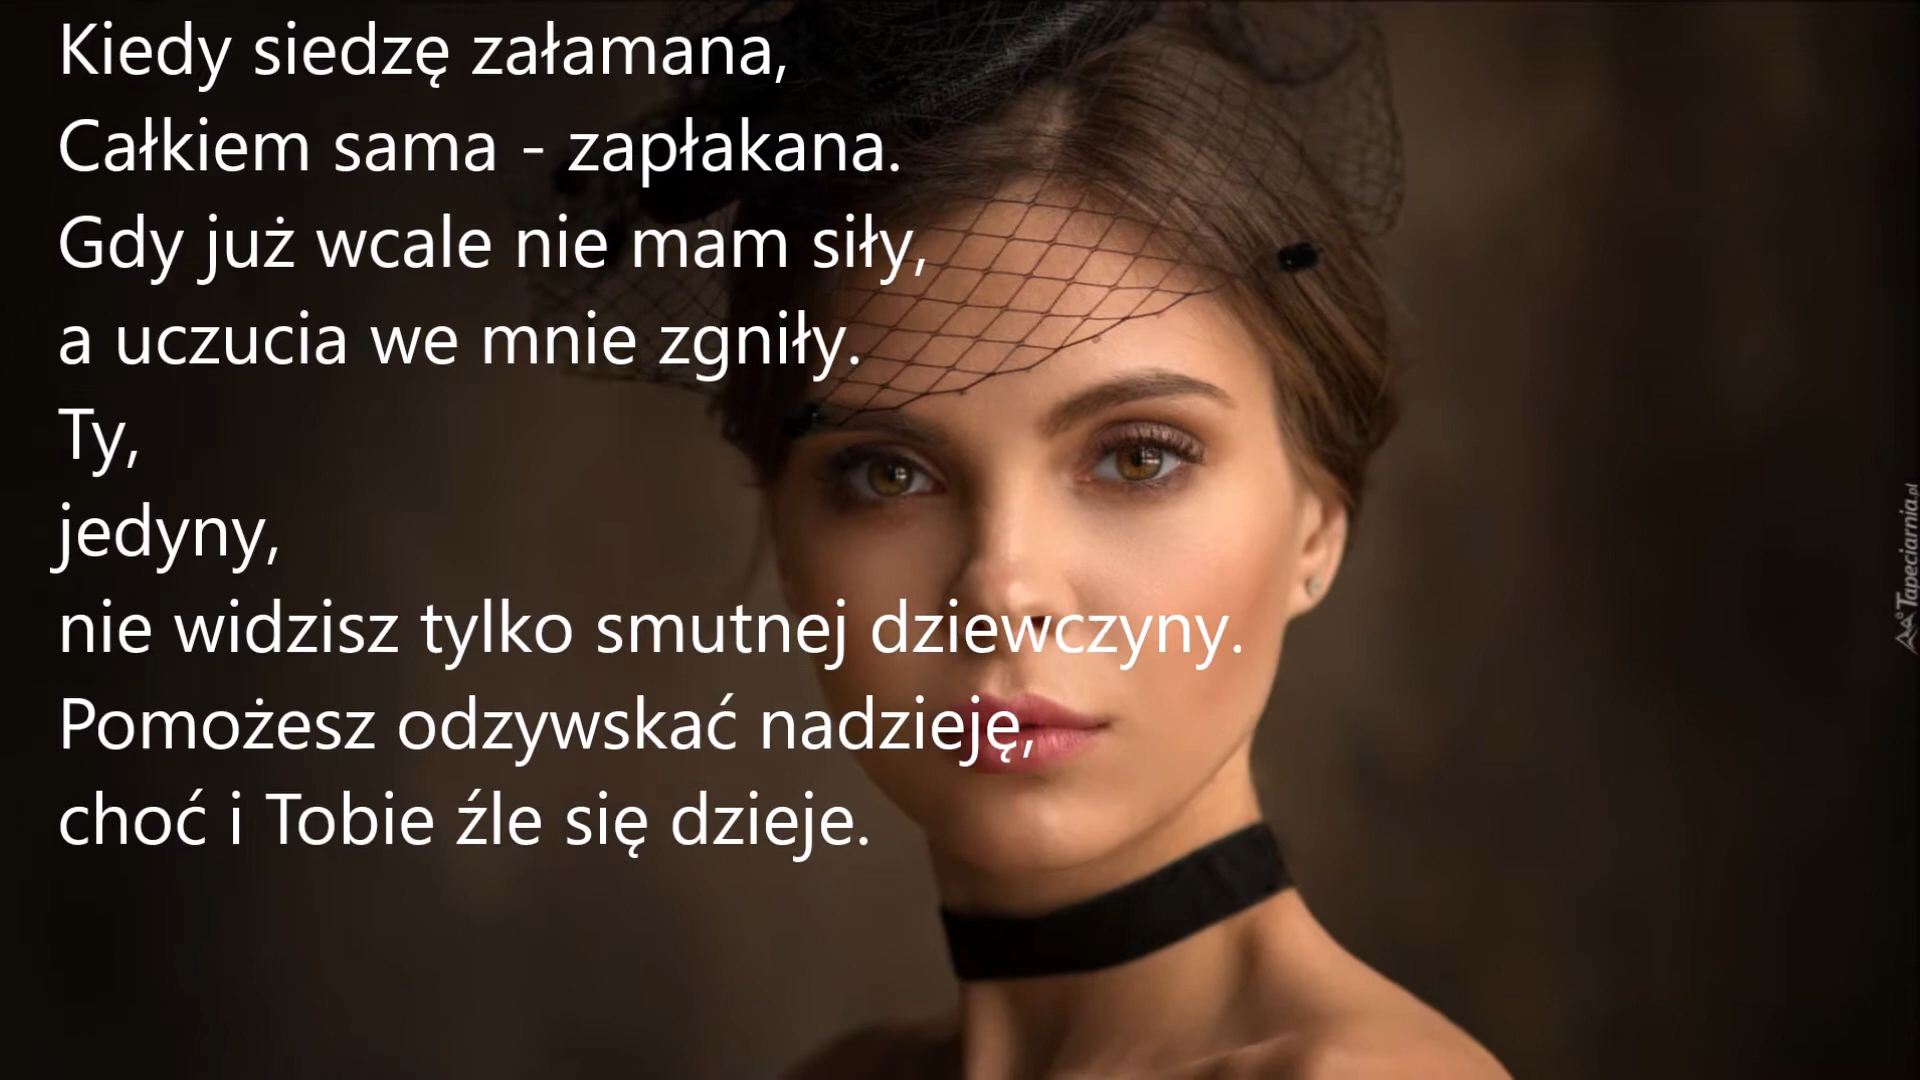 Kiedy siedzę załamana,
Całkiem sama - zapłakana.
Gdy już wcale nie mam siły,
a uczucia we mnie zgniły.
Ty,
jedyny,
nie widzisz tylko smutnej dziewczyny.
Pomożesz odzywskać nadzieję,
choć i Tobie źle się dzieje.
Tapeciarnia.pl